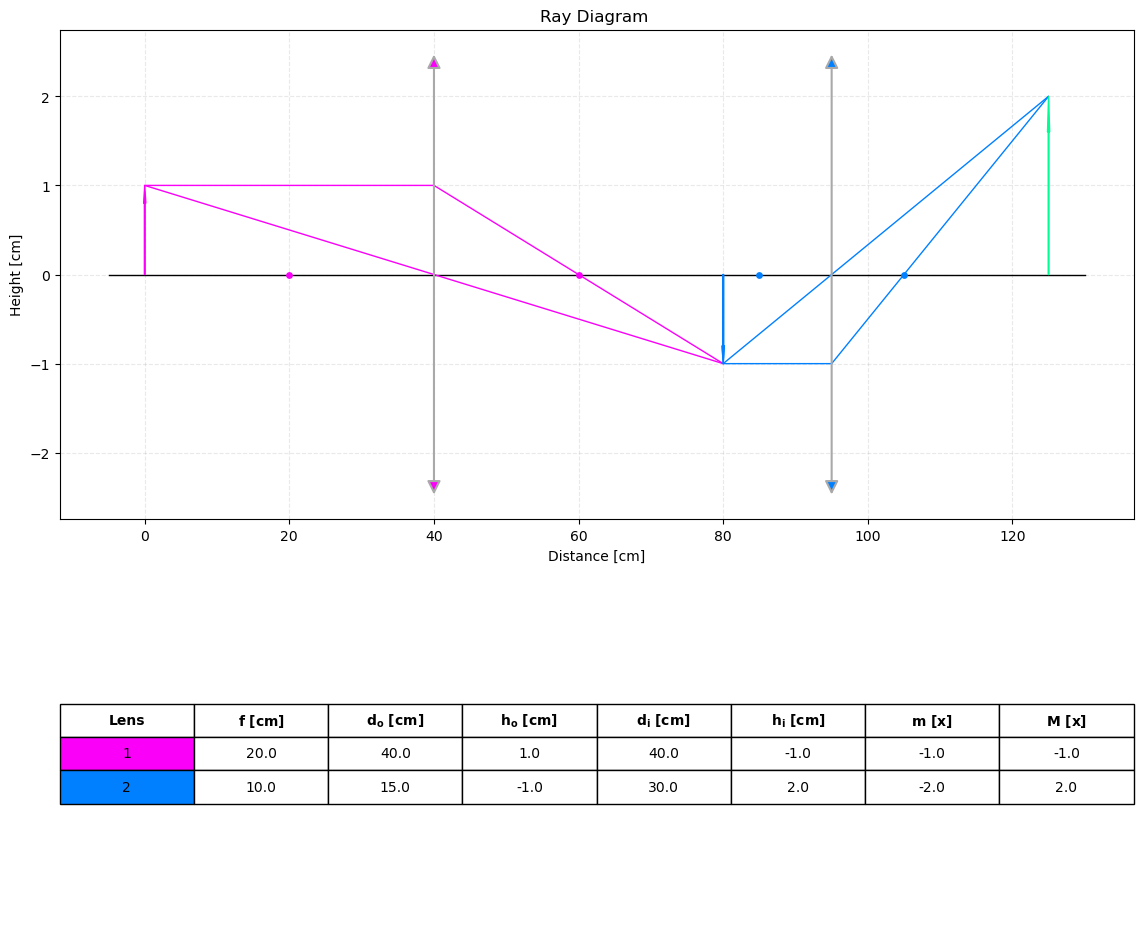 Ray Diagram
2
1
0
−1
−2
Height [cm]
0 20 40 60 80 100 120
Distance [cm]
Lens f [cm] dₒ [cm] hₒ [cm] dᵢ [cm] hᵢ [cm] m [x] M [x]
1 20.0 40.0 1.0 40.0 -1.0 -1.0 -1.0
2 10.0 15.0 -1.0 30.0 2.0 -2.0 2.0